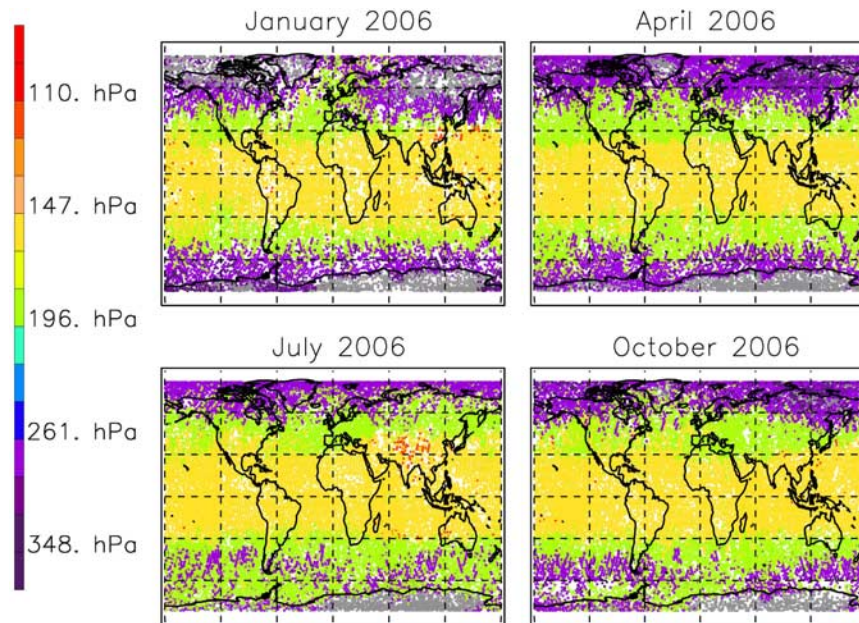 January 2006
April 2006
110. hPa
147. hPa
196. hPa
261. hPa
348. hPa
July 2006
October 2006